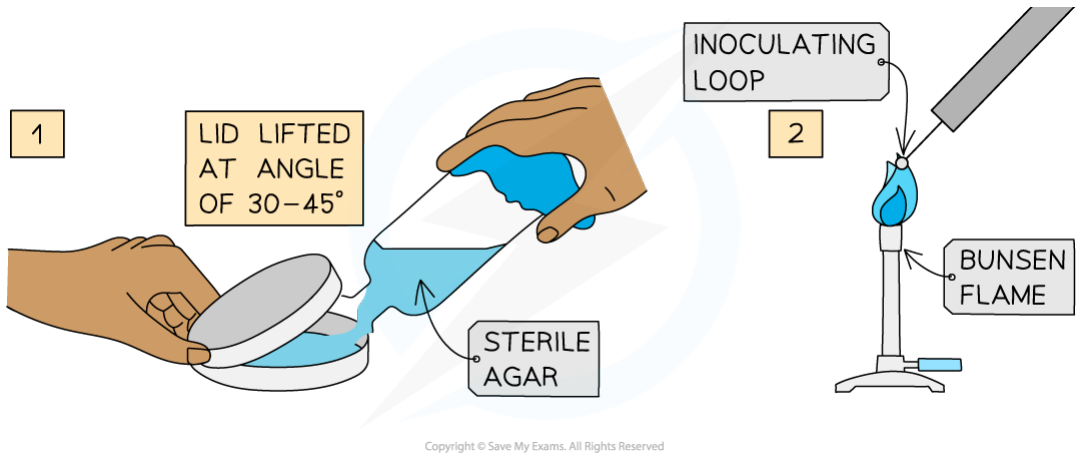 1
LID LIFTED
AT ANGLE
OF 30–45°
STERILE
AGAR
INOCULATING
LOOP
2
BUNSEN
FLAME
Copyright © Save My Exams. All Rights Reserved